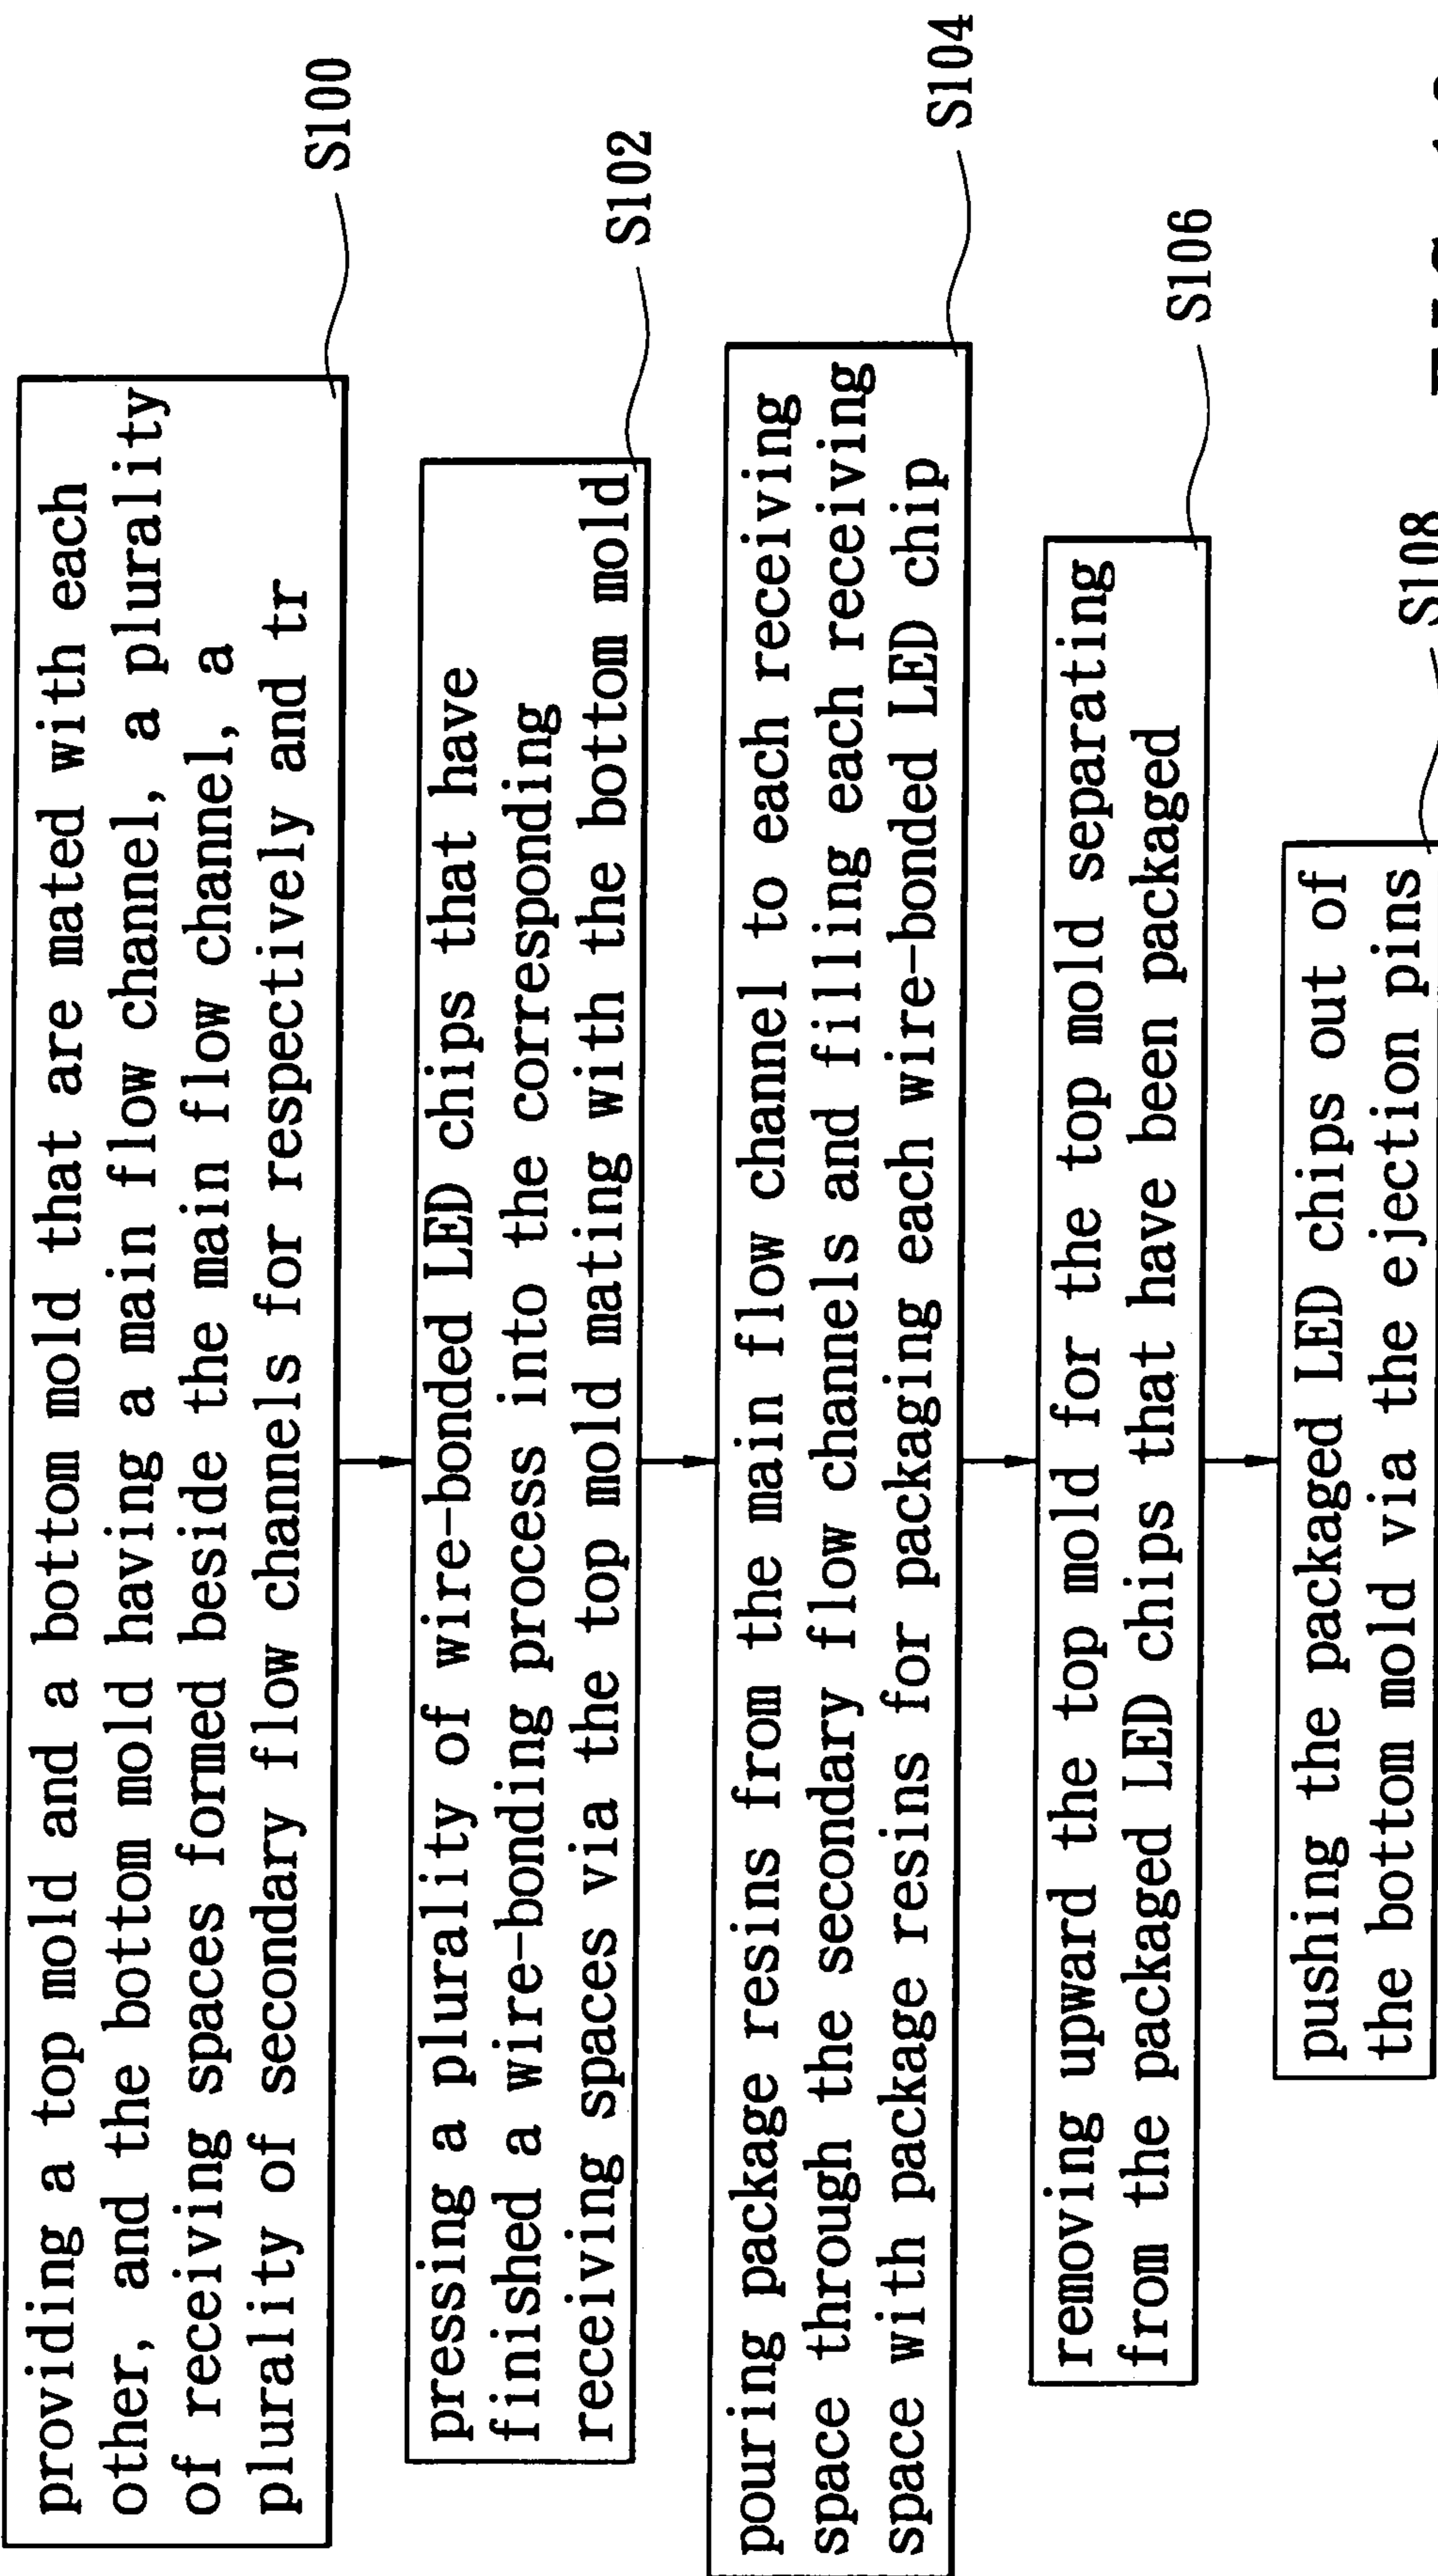 providing a top mold and a bottom mold that are mated with each
other, and the bottom mold having a main flow channel, a plurality
of receiving spaces formed beside the main flow channel, a
plurality of secondary flow channels for respectively and tr
S100
pressing a plurality of wire-bonded LED chips that have
finished a wire-bonding process into the corresponding
receiving spaces via the top mold mating with the bottom mold
S102
pouring package resins from the main flow channel to each receiving
space through the secondary flow channels and filling each receiving
space with package resins for packaging each wire-bonded LED chip
S104
removing upward the top mold for the top mold separating
from the packaged LED chips that have been packaged
S106
pushing the packaged LED chips out of
the bottom mold via the ejection pins
S108